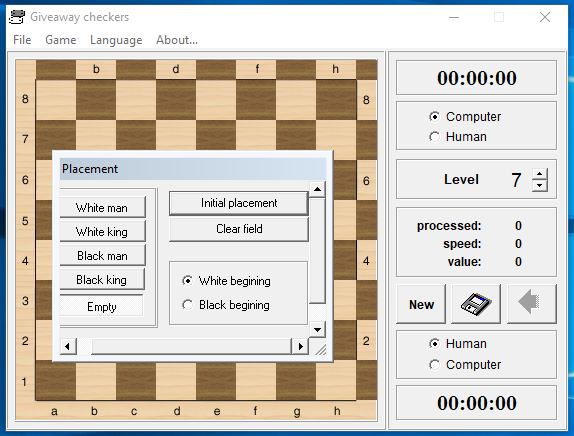 Giveaway checkers
File Game Language About...
b d f h
8 8
7
6 6
5
4 4
3
2 2
1
a b c d e f g h
Placement
White man
White king
Black man
Black king
Empty
Initial placement
Clear field
White begining
Black begining
00:00:00
Computer
Human
Level 7
processed: 0
speed: 0
value: 0
New
Human
Computer
00:00:00